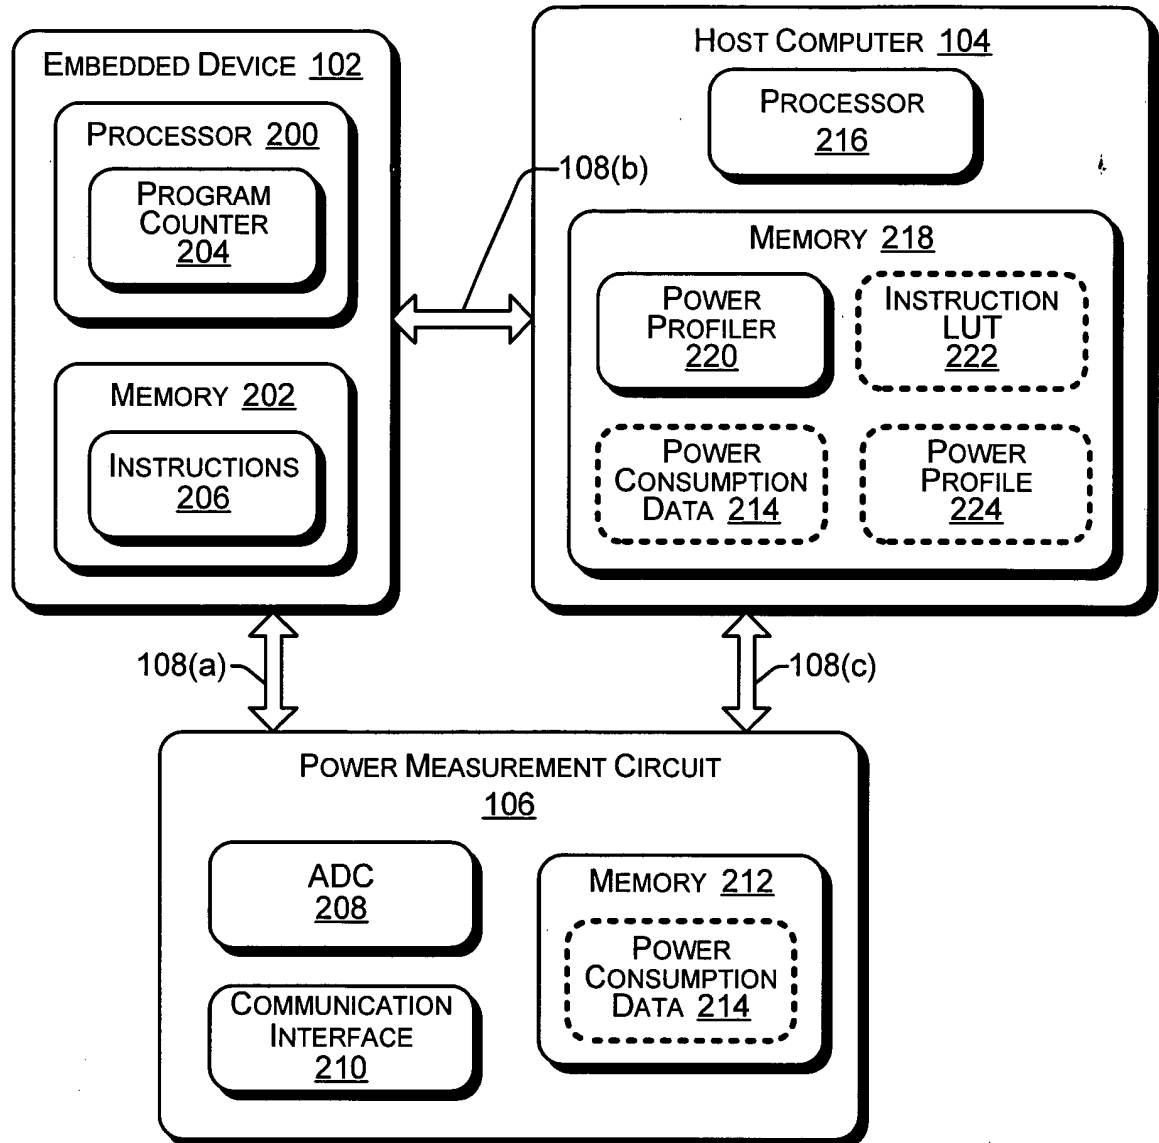 EMBEDDED DEVICE 102
PROCESSOR 200
PROGRAM
COUNTER
204
MEMORY 202
INSTRUCTIONS
206
108(b)
HOST COMPUTER 104
PROCESSOR
216
MEMORY 218
POWER
PROFILER
220
INSTRUCTION
LUT
222
POWER
CONSUMPTION
DATA 214
POWER
PROFILE
224
108(a)
108(c)
POWER MEASUREMENT CIRCUIT
106
ADC
208
COMMUNICATION
INTERFACE
210
MEMORY 212
POWER
CONSUMPTION
DATA 214